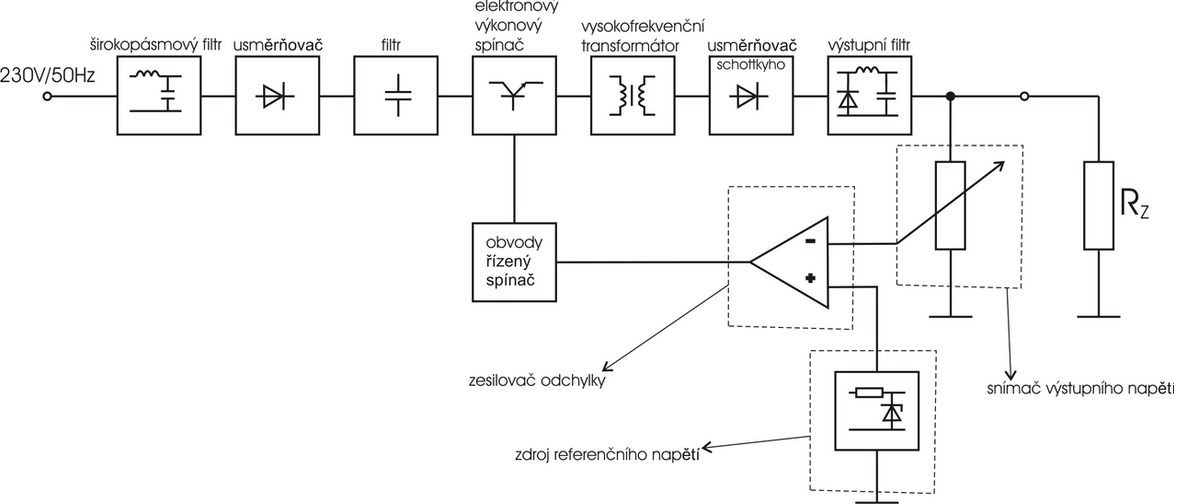 elektronový
výkonový
spínač
vysokofrekvenční
transformátor
širokopásmový filtr
usměrňovač
filtr
usměrňovač
schottkyho
výstupní filtr
230V/50Hz
RZ
obvody
řízený
spínač
-
+
zesilovač odchylky
snímač výstupního napětí
zdroj referenčního napětí